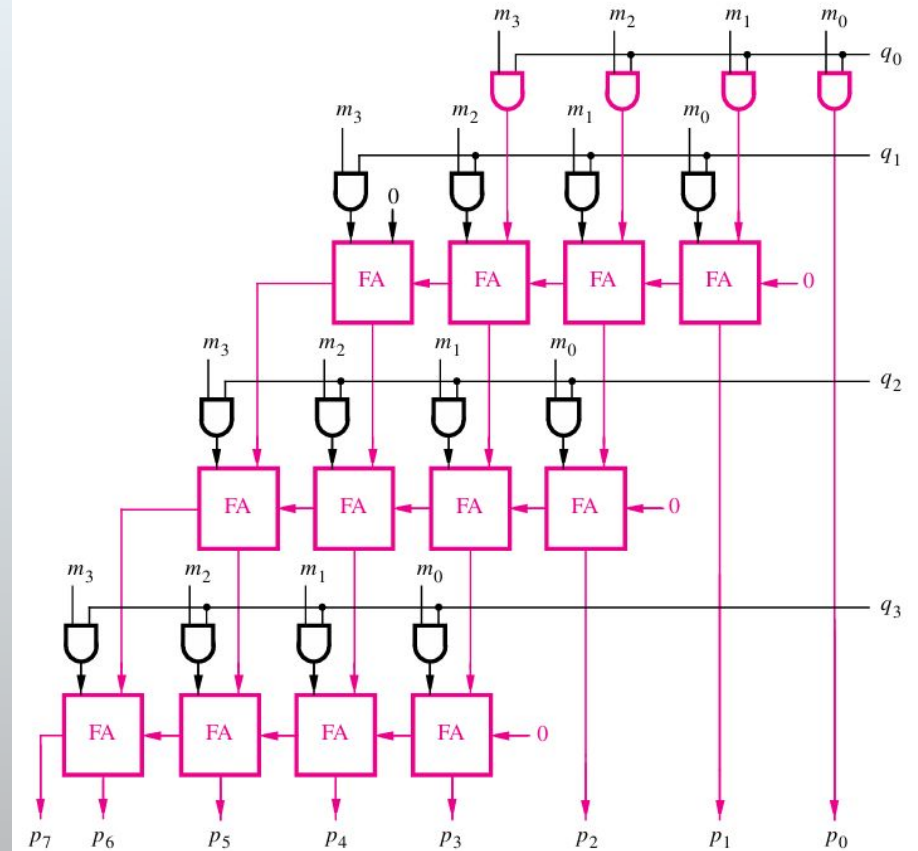 m₃ m₂ m₁ m₀
q₀
m₃ m₂ m₁ m₀
q₁
0
FA FA FA FA 0
m₃ m₂ m₁ m₀
q₂
FA FA FA FA 0
m₃ m₂ m₁ m₀
q₃
FA FA FA FA 0
p₇ p₆ p₅ p₄ p₃ p₂ p₁ p₀